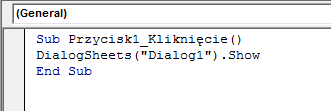 (General)
Sub Przycisk1_Kliknięcie()
DialogSheets("Dialog1").Show
End Sub